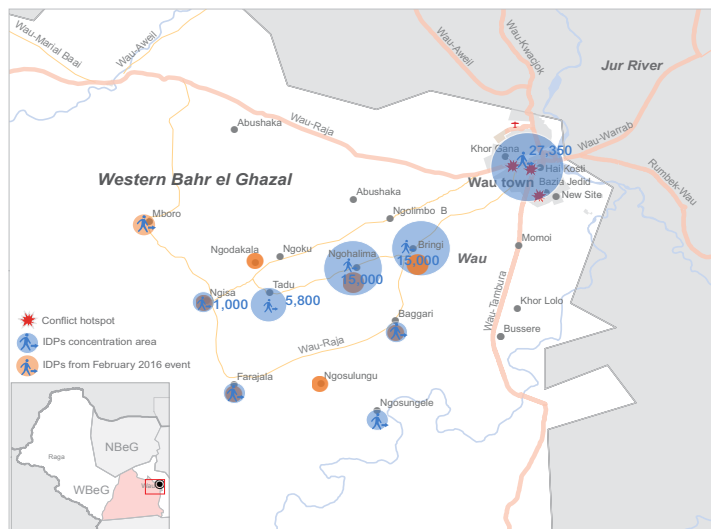 Wau-Marial Baai
Wau-Aweil
Wau-Aweil
Wau-Kwacjok
Jur River
Abushaka
Wau-Raja
Khor Gana
27,350
Wau-Warrab
Hai Kosti
Rumbek-Wau
Western Bahr el Ghazal
Wau town
Bazia Jedid
New Site
Abushaka
Mboro
Ngolimbo B
Bringi
Momoi
Ngodakala
Ngoku
Ngohalima
15,000
Wau
15,000
Ngisa
1,000
Tadu
5,800
Khor Lolo
Baggari
Wau-Tambura
Bussere
Wau-Raja
Conflict hotspot
IDPs concentration area
IDPs from February 2016 event
Farajala
Ngosulungu
Ngosungele
NBeG
Raga
WBeG
Wau